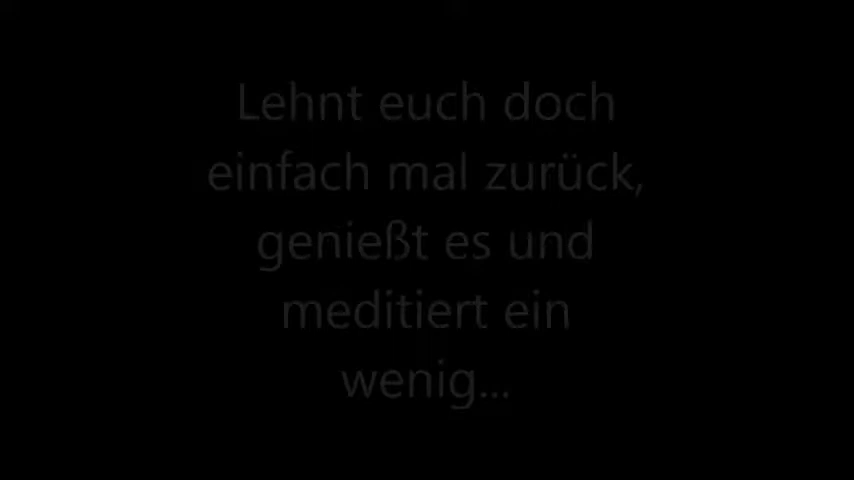 Lehnt euch doch
einfach mal zurück,
genießt es und
meditiert ein
wenig...